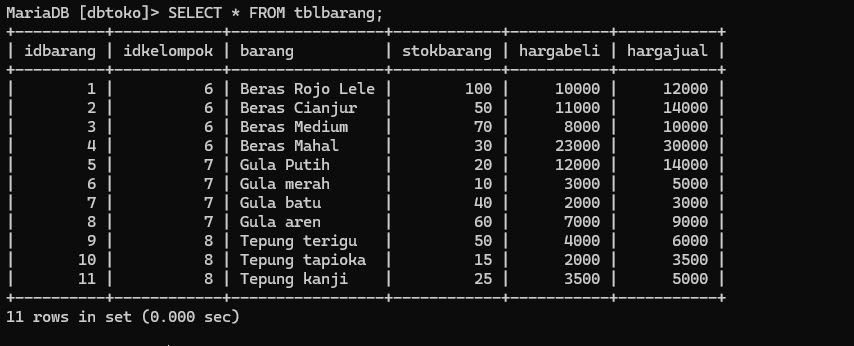 MariaDB [dbtoko]> SELECT * FROM tblbarang;
+----------+------------+-----------------+------------+-----------+-----------+
| idbarang | idkelompok | barang          | stokbarang | hargabeli | hargajual |
+----------+------------+-----------------+------------+-----------+-----------+
|        1 |          6 | Beras Rojo Lele |        100 |     10000 |     12000 |
|        2 |          6 | Beras Cianjur   |         50 |     11000 |     14000 |
|        3 |          6 | Beras Medium    |         70 |      8000 |     10000 |
|        4 |          6 | Beras Mahal     |         30 |     23000 |     30000 |
|        5 |          7 | Gula Putih      |         20 |     12000 |     14000 |
|        6 |          7 | Gula merah      |         10 |      3000 |      5000 |
|        7 |          7 | Gula batu       |         40 |      2000 |      3000 |
|        8 |          7 | Gula aren       |         60 |      7000 |      9000 |
|        9 |          8 | Tepung terigu   |         50 |      4000 |      6000 |
|       10 |          8 | Tepung tapioka  |         15 |      2000 |      3500 |
|       11 |          8 | Tepung kanji    |         25 |      3500 |      5000 |
+----------+------------+-----------------+------------+-----------+-----------+
11 rows in set (0.000 sec)